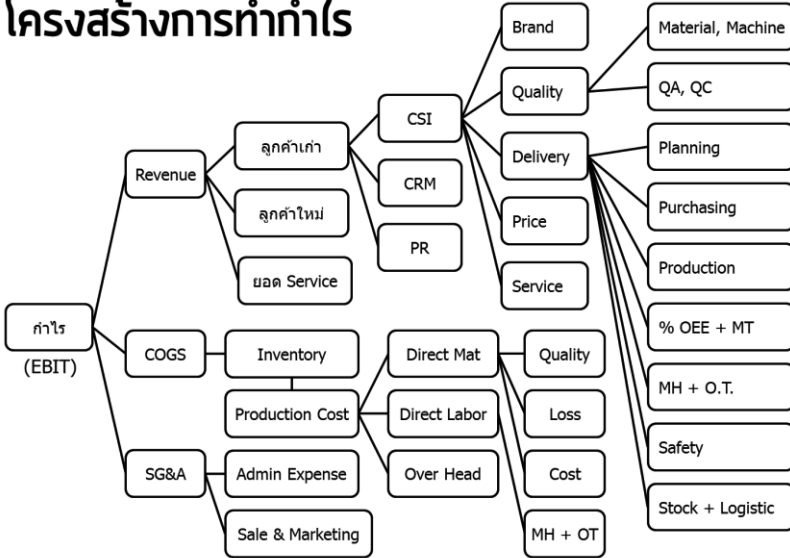 โครงสร้างการทำกำไร
Brand
Material, Machine
Quality
QA, QC
CSI
ลูกค้าเก่า
Delivery
Planning
Revenue
CRM
ลูกค้าใหม่
Price
Purchasing
PR
Production
ยอด Service
Service
กำไร
(EBIT)
% OEE + MT
COGS
Inventory
Direct Mat
Quality
MH + O.T.
Production Cost
Direct Labor
Loss
Safety
SG&A
Admin Expense
Over Head
Cost
Stock + Logistic
Sale & Marketing
MH + OT